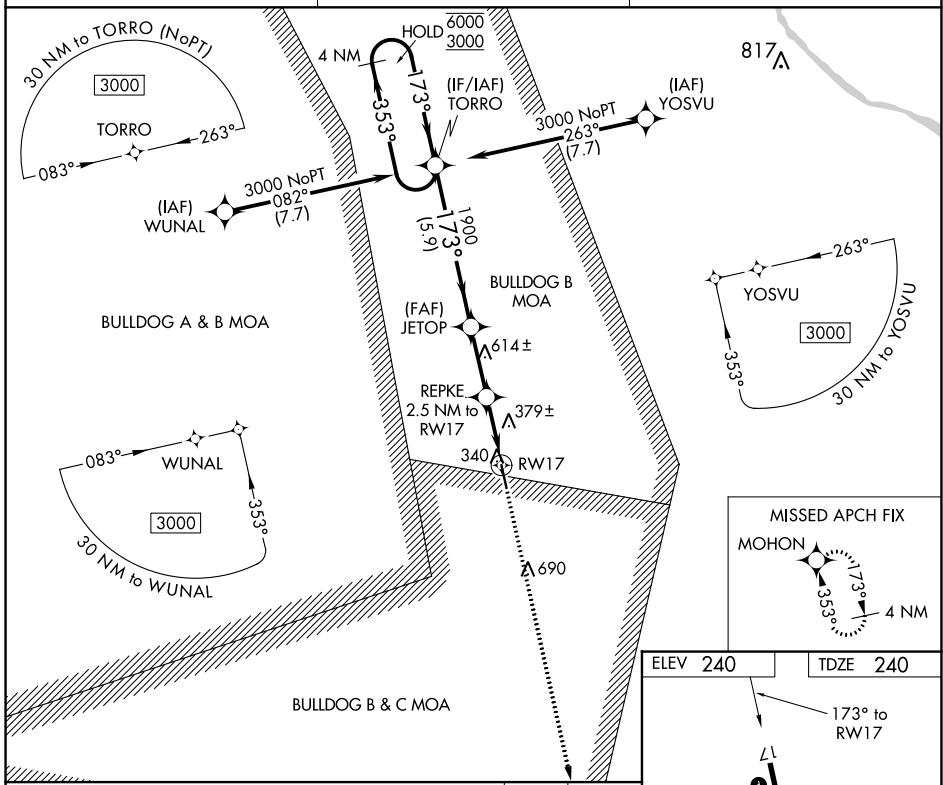 30 NM to TORRO (NoPT)
3000
TORRO
083°
263°
4 NM
HOLD
6000
3000
353°
173°
(IF/IAF)
TORRO
817
(IAF)
YOSVU
3000 NoPT
263°
(7.7)
(IAF)
WUNAL
3000 NoPT
082°
(7.7)
1900
173°
(5.9)
BULLDOG A & B MOA
BULLDOG B
MOA
(FAF)
JETOP
614±
REPKE
2.5 NM to
RW17
379±
340
RW17
263°
YOSVU
3000
353°
30 NM to YOSVU
083°
WUNAL
3000
353°
30 NM to WUNAL
690
BULLDOG B & C MOA
MISSED APCH FIX
MOHON
173°
353°
4 NM
ELEV 240
TDZE 240
173° to
RW17
17